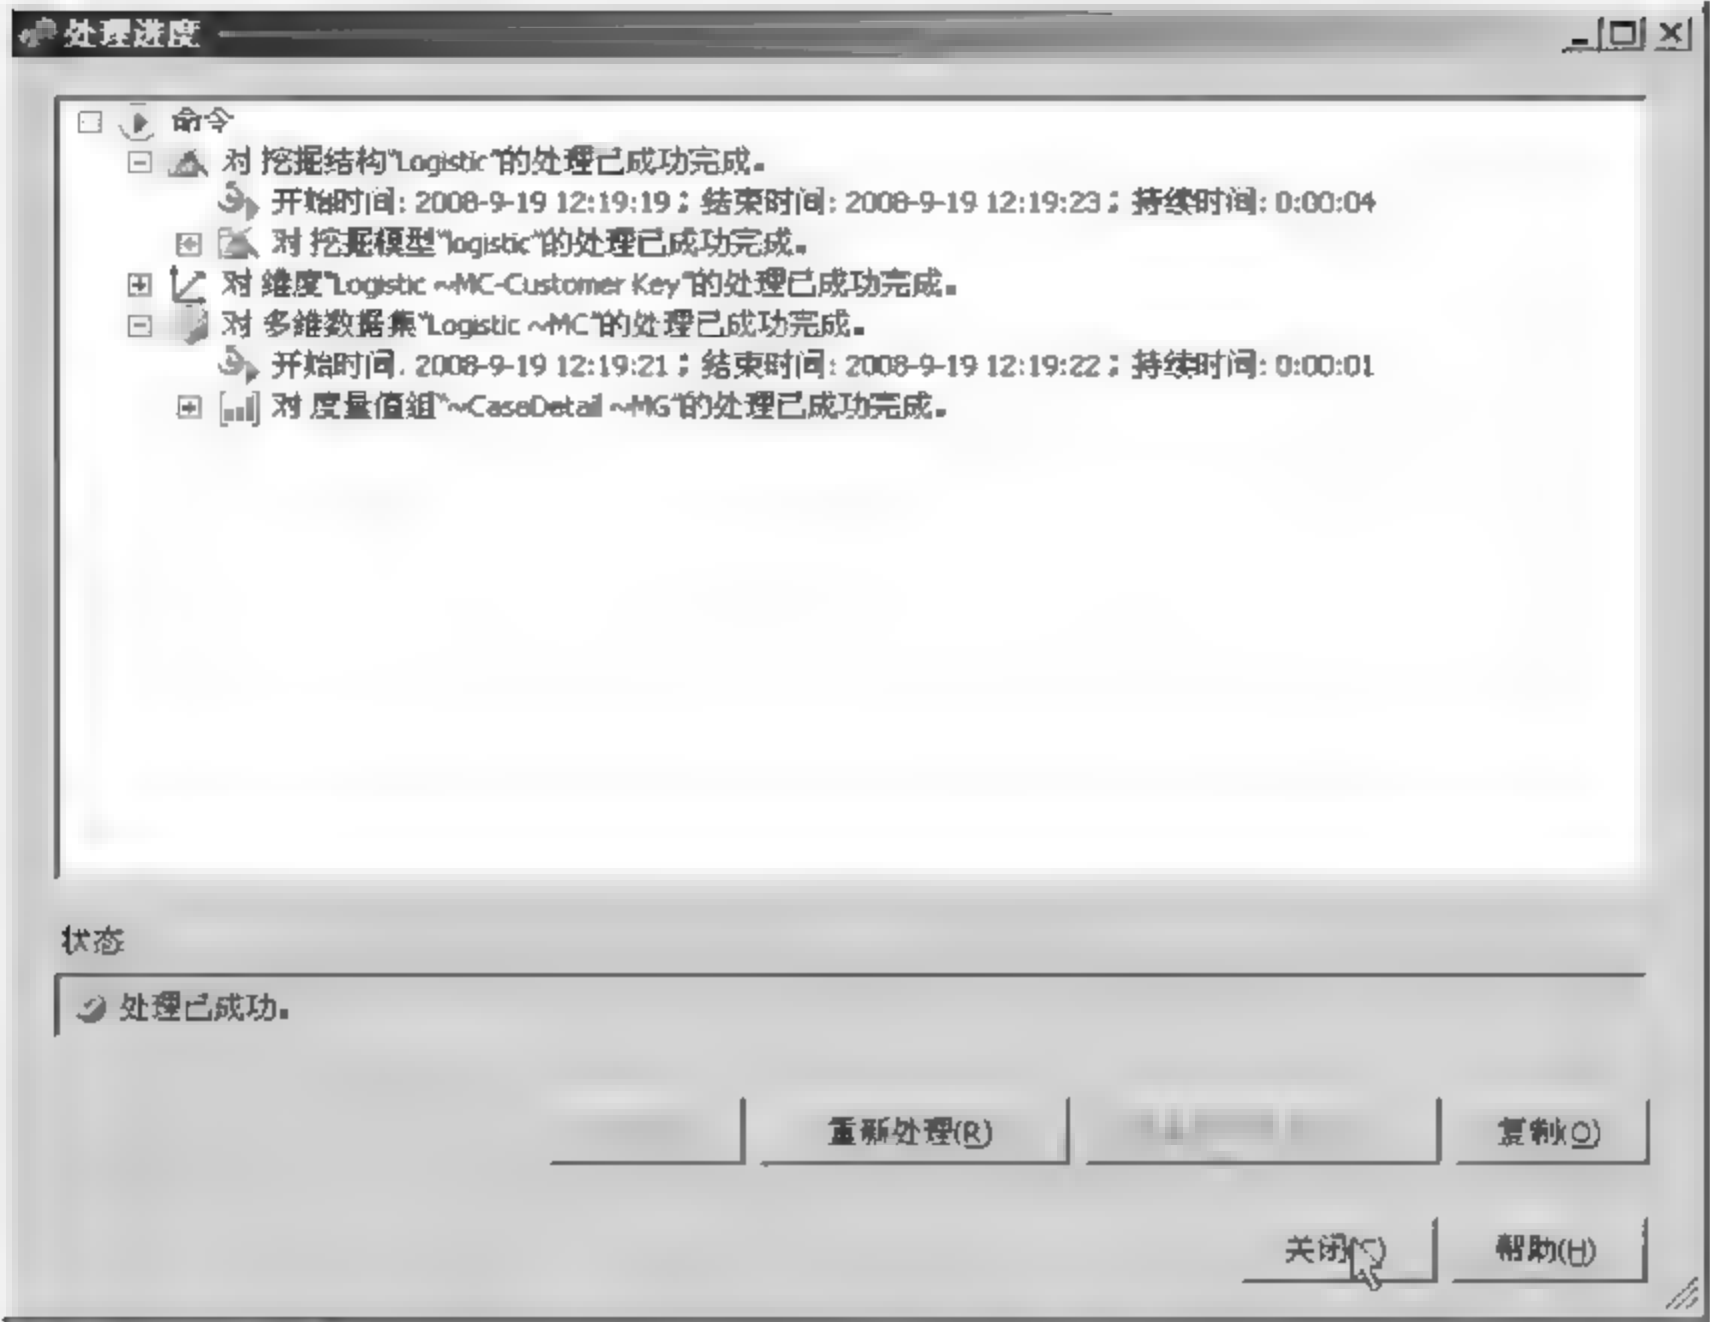 处理进度
命令
对 挖掘结构"Logistic"的处理已成功完成。
开始时间: 2008-9-19 12:19:19; 结束时间: 2008-9-19 12:19:23; 持续时间: 0:00:04
对 挖掘模型"logistic"的处理已成功完成。
对 维度"Logistic ~MC-Customer Key"的处理已成功完成。
对 多维数据集"Logistic ~MC"的处理已成功完成。
开始时间: 2008-9-19 12:19:21; 结束时间: 2008-9-19 12:19:22; 持续时间: 0:00:01
对 度量值组"~CaseDetail ~MG"的处理已成功完成。
状态
处理已成功。
重新处理(R) 复制(O)
关闭(C) 帮助(H)